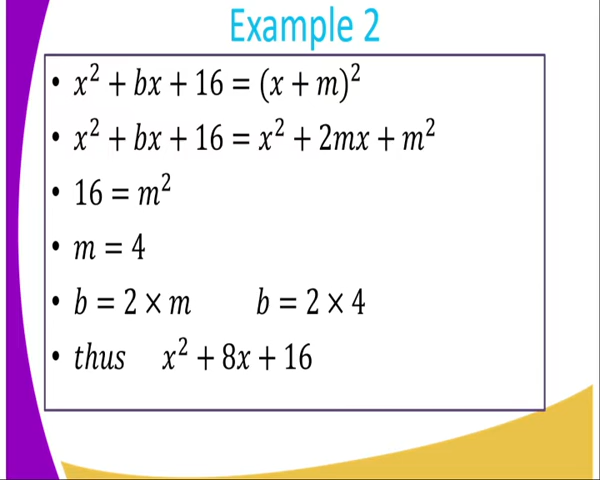 Example 2
• x² + bx + 16 = (x + m)²
• x² + bx + 16 = x² + 2mx + m²
• 16 = m²
• m = 4
• b = 2 × m b = 2 × 4
• thus x² + 8x + 16